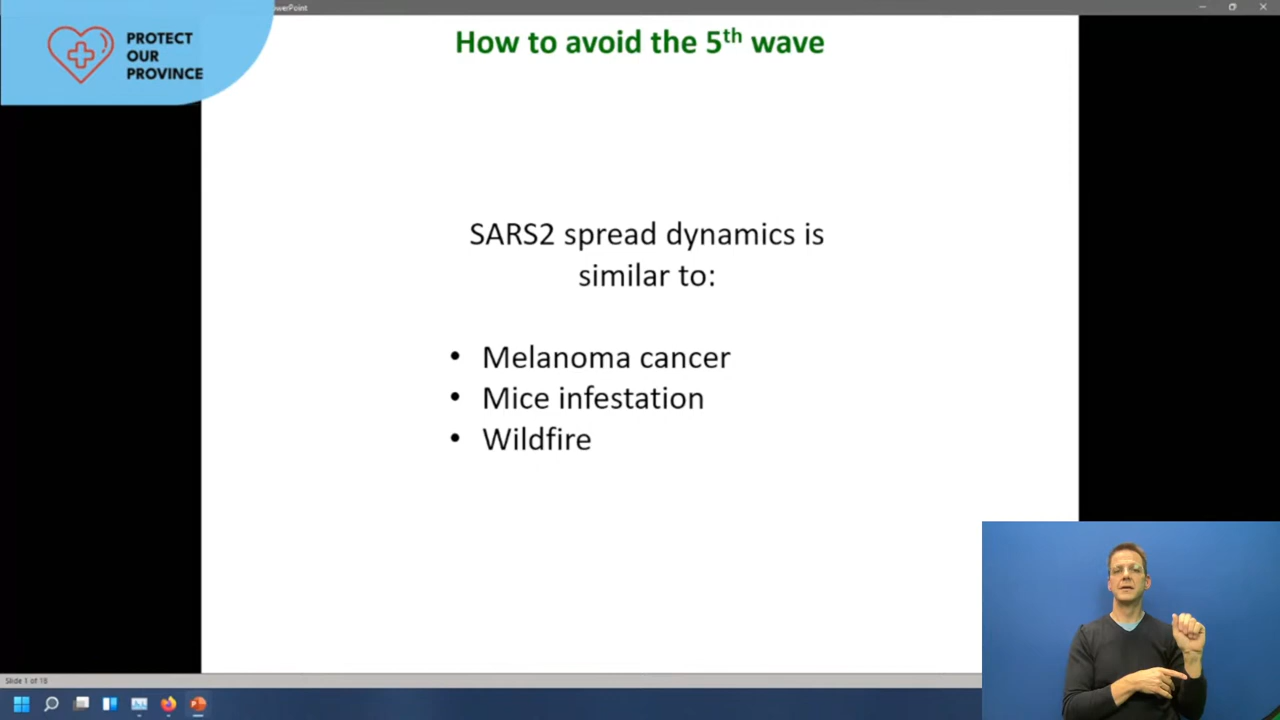 owerPoint
PROTECT
OUR
PROVINCE
How to avoid the 5th wave
SARS2 spread dynamics is
similar to:
• Melanoma cancer
• Mice infestation
• Wildfire
Slide 1 of 18